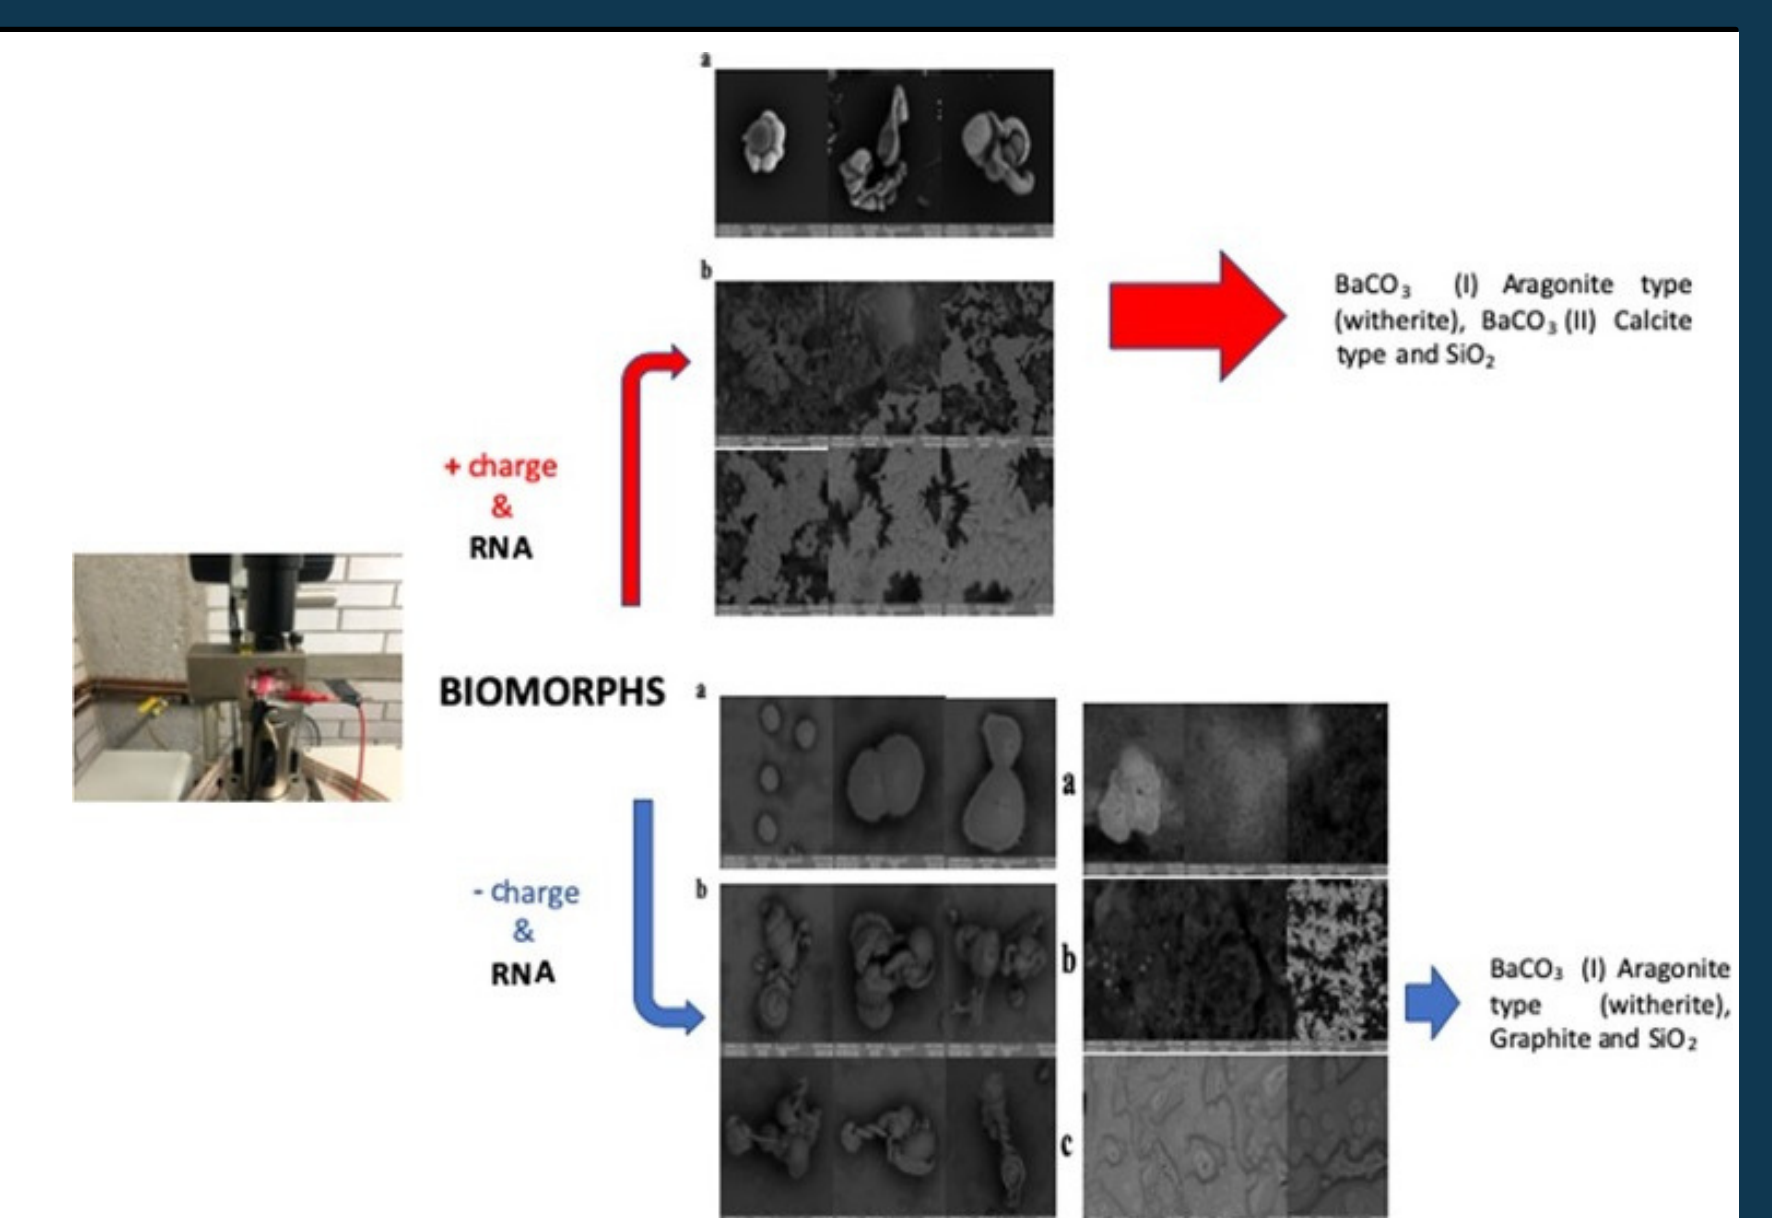 a
b
BaCO₃ (I) Aragonite type
(witherite), BaCO₃ (II) Calcite
type and SiO₂
+ charge
&
RNA
BIOMORPHS
a
a
b
- charge
&
RNA
b
BaCO₃ (I) Aragonite
type (witherite),
Graphite and SiO₂
c